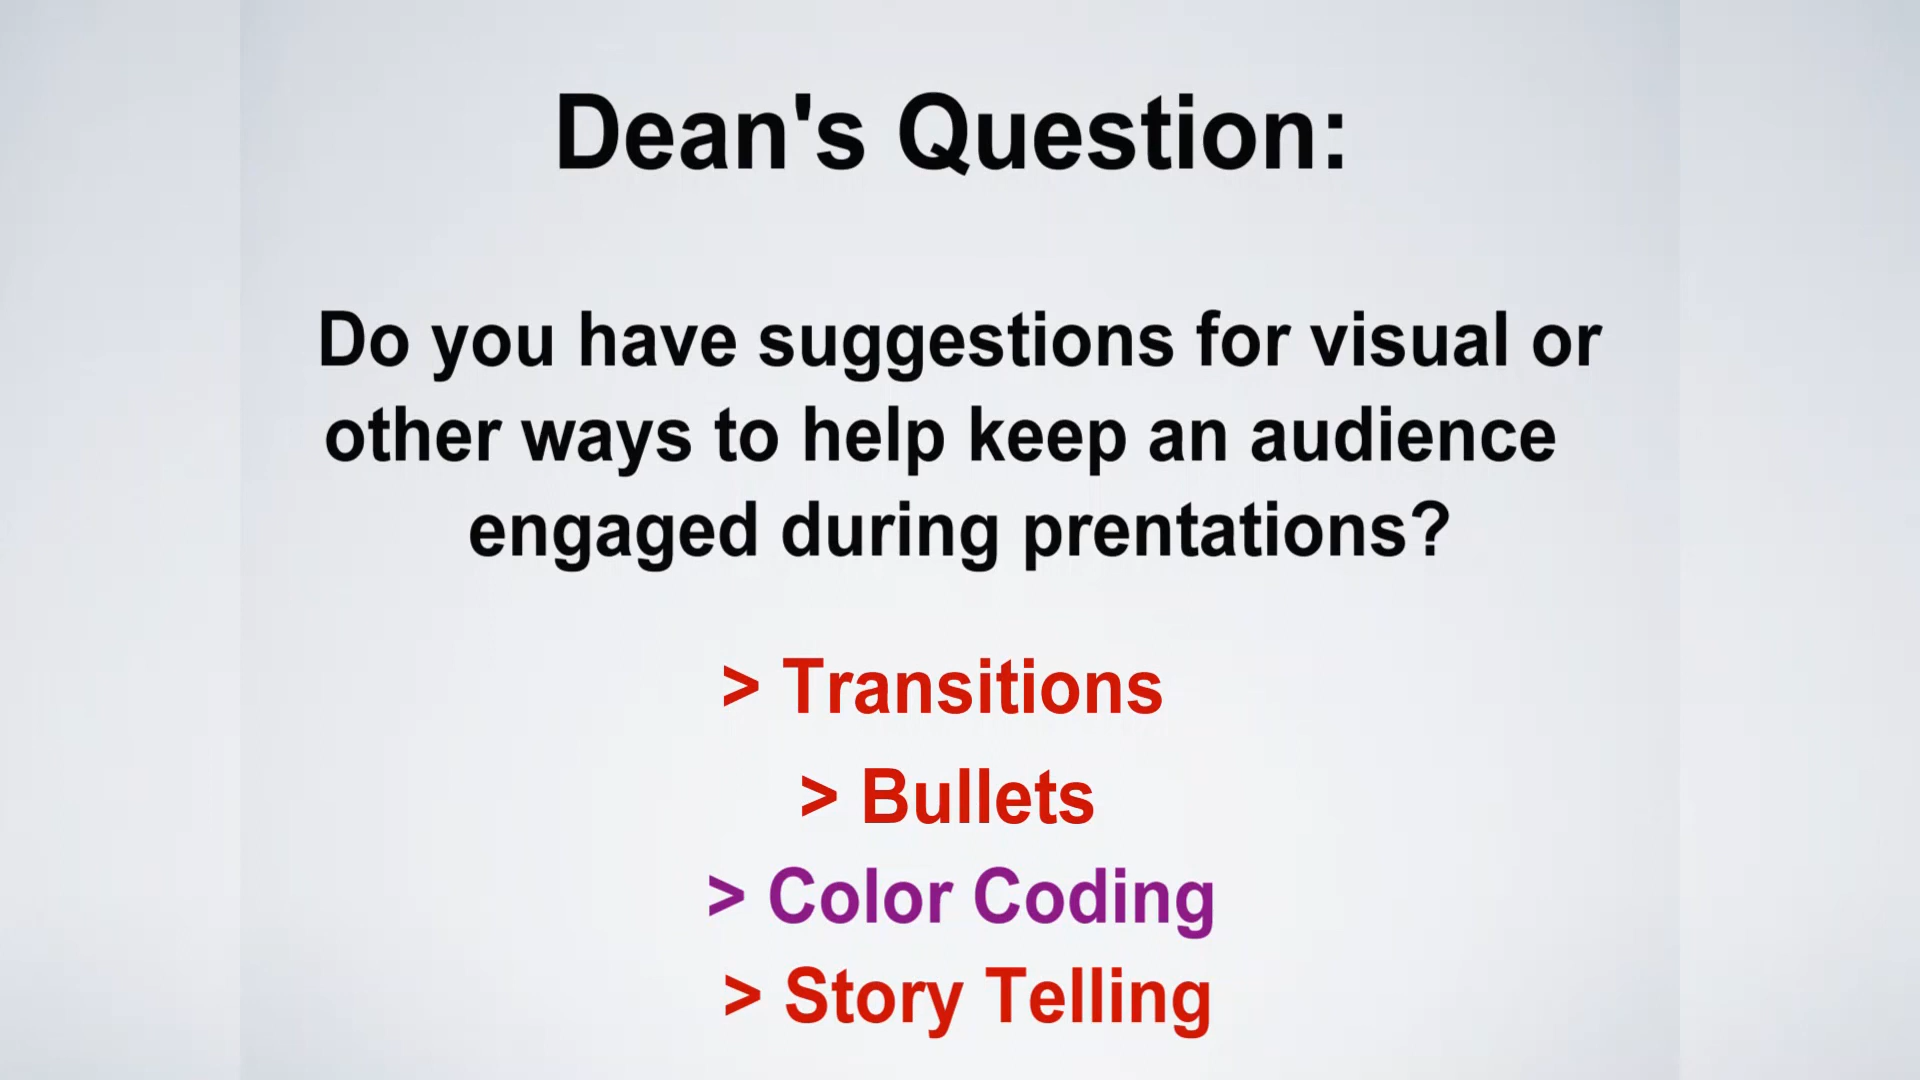 Dean's Question:
Do you have suggestions for visual or
other ways to help keep an audience
engaged during prentations?
> Transitions
> Bullets
> Color Coding
> Story Telling